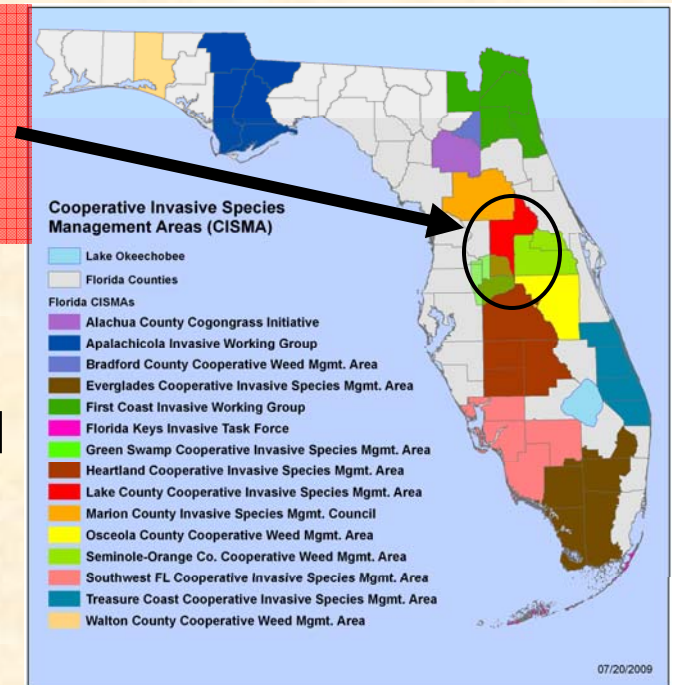 Cooperative Invasive Species
Management Areas (CISMA)
Lake Okeechobee
Florida Counties
Florida CISMAs
Alachua County Cogongrass Initiative
Apalachicola Invasive Working Group
Bradford County Cooperative Weed Mgmt. Area
Everglades Cooperative Invasive Species Mgmt. Area
First Coast Invasive Working Group
Florida Keys Invasive Task Force
Green Swamp Cooperative Invasive Species Mgmt. Area
Heartland Cooperative Invasive Species Mgmt. Area
Lake County Cooperative Invasive Species Mgmt. Area
Marion County Invasive Species Mgmt. Council
Osceola County Cooperative Weed Mgmt. Area
Seminole-Orange Co. Cooperative Weed Mgmt. Area
Southwest FL Cooperative Invasive Species Mgmt. Area
Treasure Coast Cooperative Invasive Species Mgmt. Area
Walton County Cooperative Weed Mgmt. Area
07/20/2009